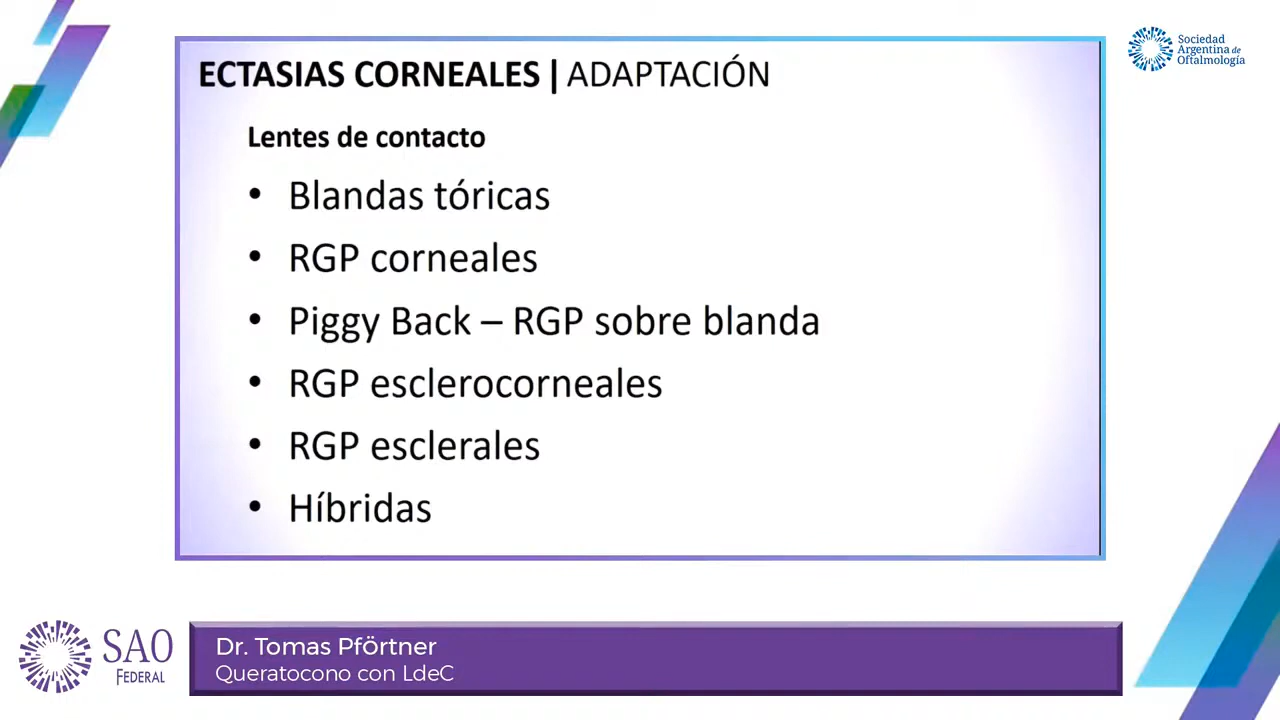 Sociedad
Argentina de
Oftalmología
ECTASIAS CORNEALES | ADAPTACIÓN
Lentes de contacto
• Blandas tóricas
• RGP corneales
• Piggy Back – RGP sobre blanda
• RGP esclerocorneales
• RGP esclerales
• Híbridas
SAO
FEDERAL
Dr. Tomas Pförtner
Queratocono con LdeC